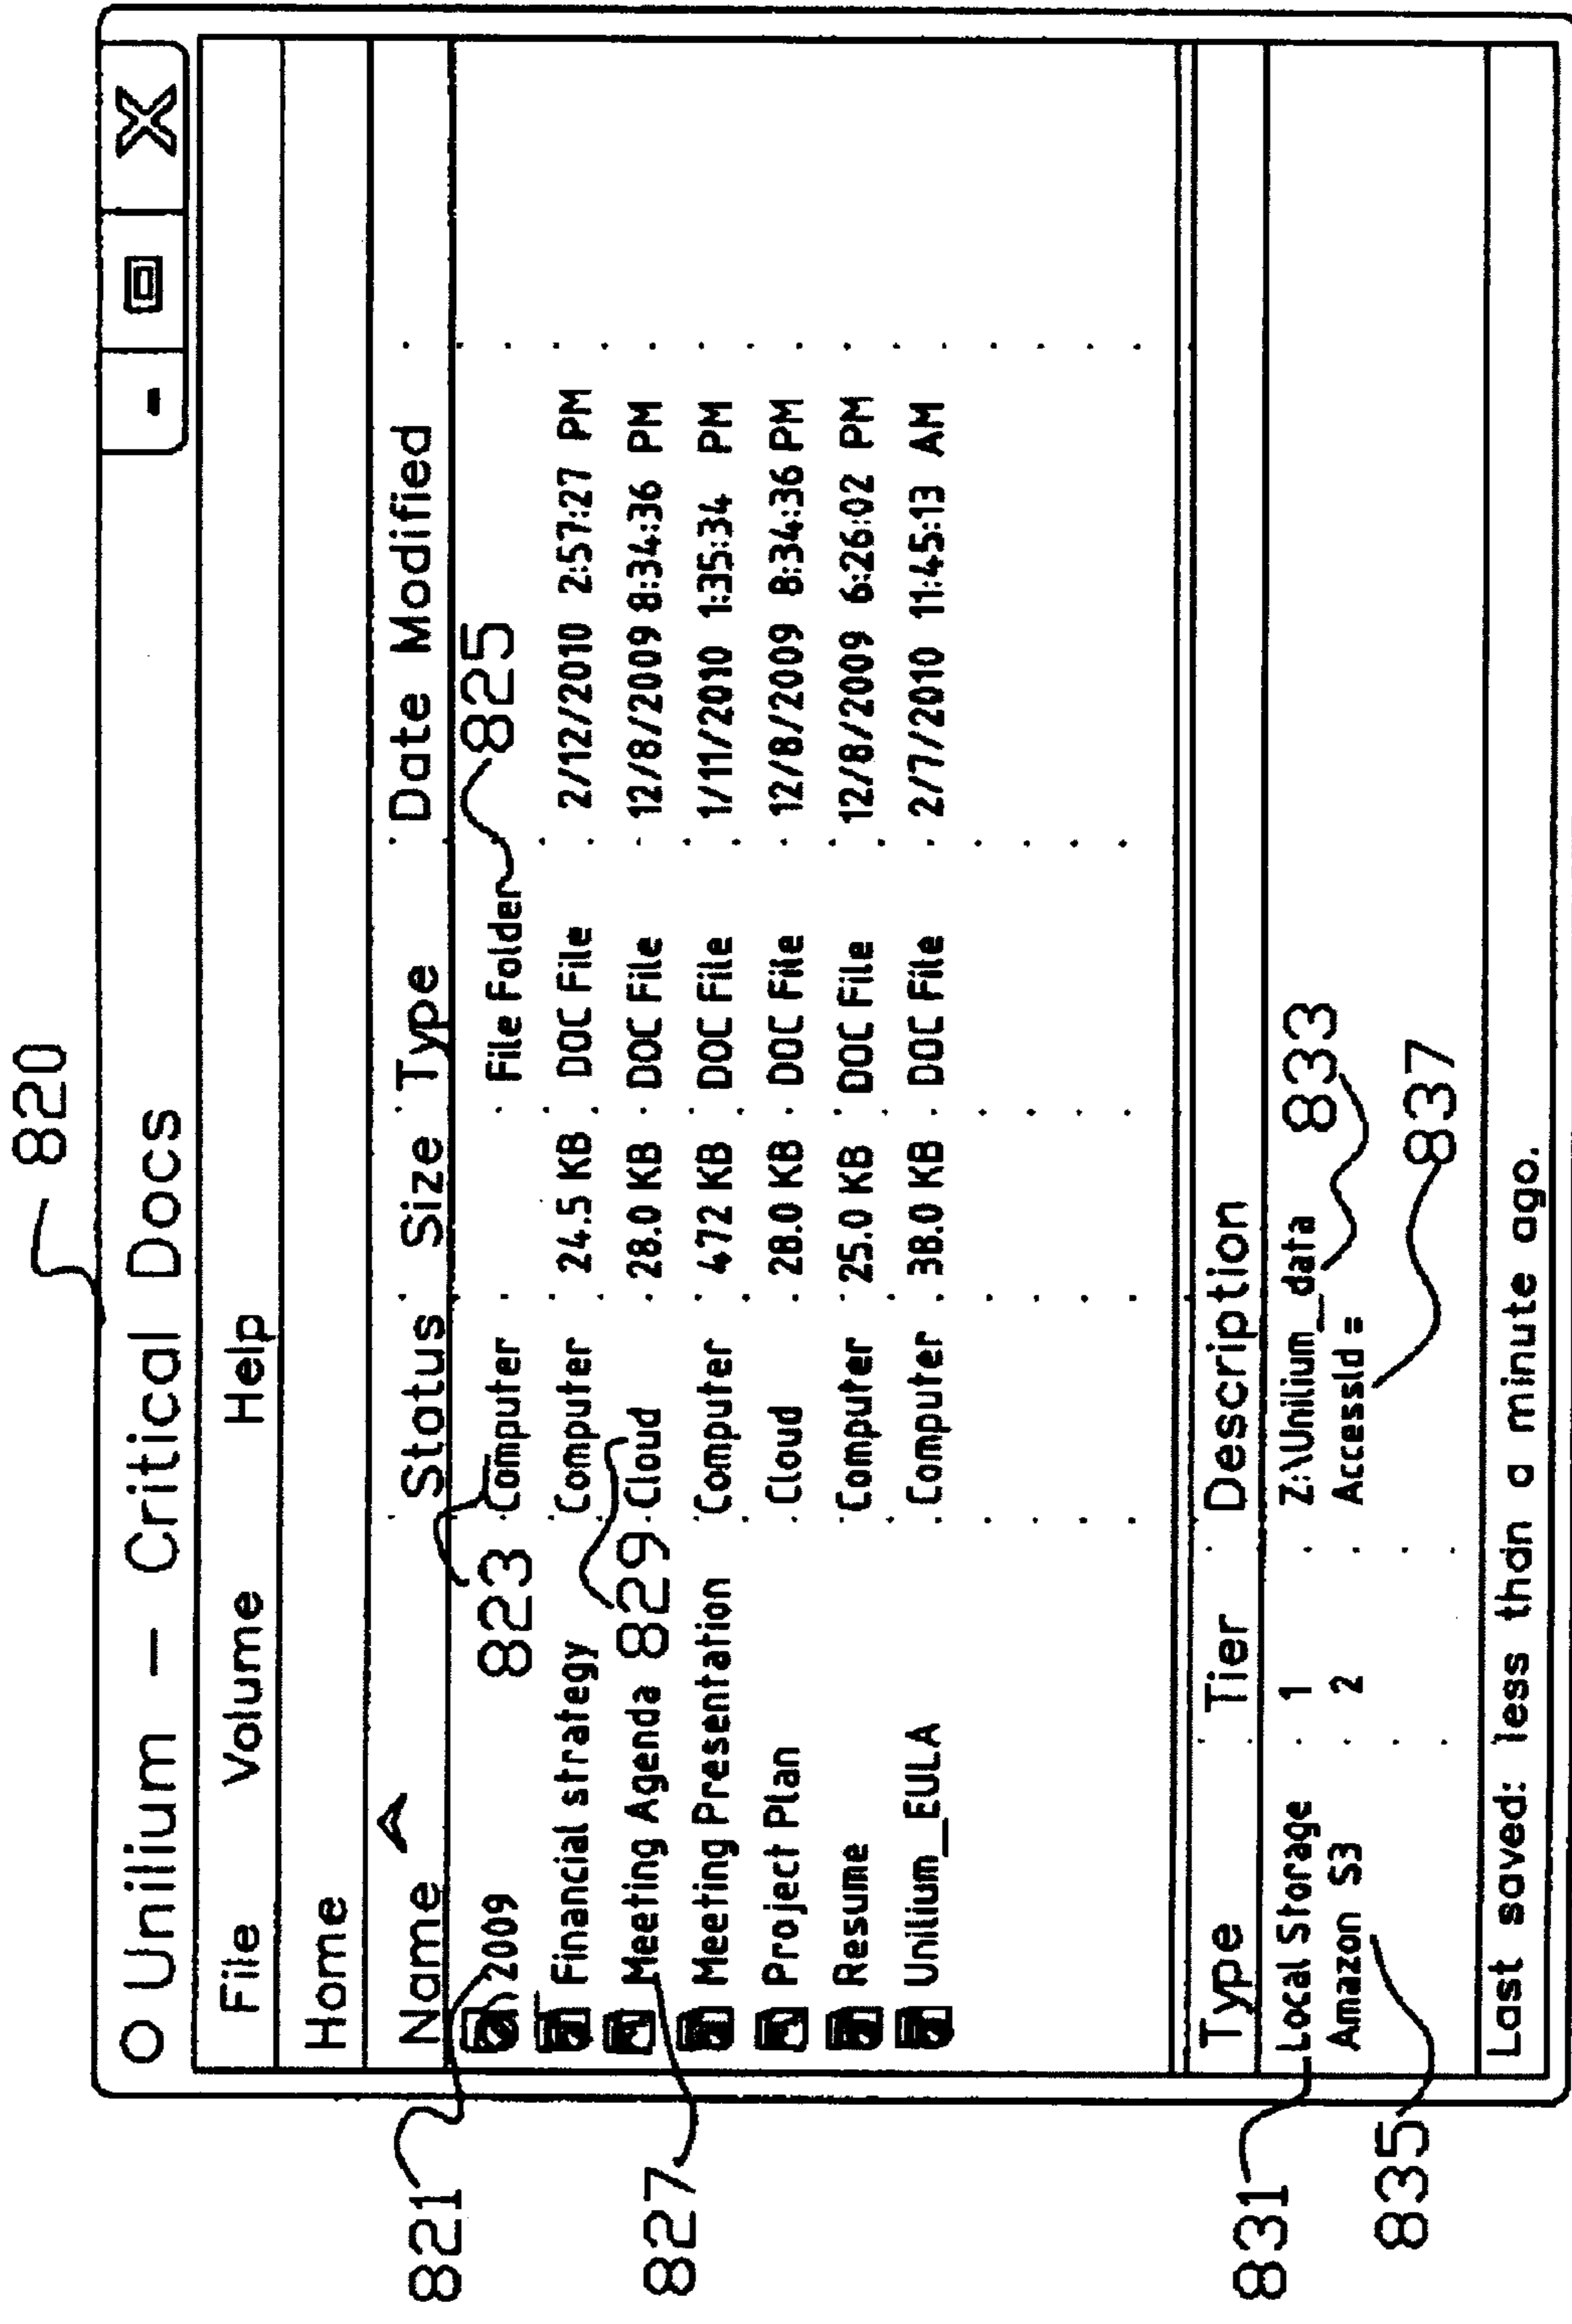 820
O Unilium - Critical Docs - ▣ X
File Volume Help
Home
Name Status Size Type Date Modified
821 2009 823 Computer File Folder 825
Financial strategy Computer 24.5 KB DOC File 2/12/2010 2:57:27 PM
827 Meeting Agenda 829 Cloud 28.0 KB DOC File 12/8/2009 8:34:36 PM
Meeting Presentation Computer 472 KB DOC File 1/11/2010 1:35:34 PM
Project Plan Cloud 28.0 KB DOC File 12/8/2009 8:34:36 PM
Resume Computer 25.0 KB DOC File 12/8/2009 6:26:02 PM
Unilium_EULA Computer 38.0 KB DOC File 2/7/2010 11:45:13 AM
Type Tier Description
831 Local Storage 1 Z:\Unilium_data 833
835 Amazon S3 2 AccessId = 837
Last saved: less than a minute ago.